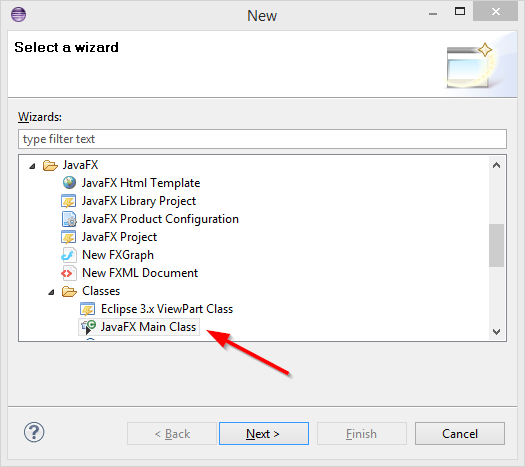 New
Select a wizard
Wizards:
type filter text
JavaFX
JavaFX Html Template
JavaFX Library Project
JavaFX Product Configuration
JavaFX Project
New FXGraph
New FXML Document
Classes
Eclipse 3.x ViewPart Class
JavaFX Main Class
< Back Next > Finish Cancel